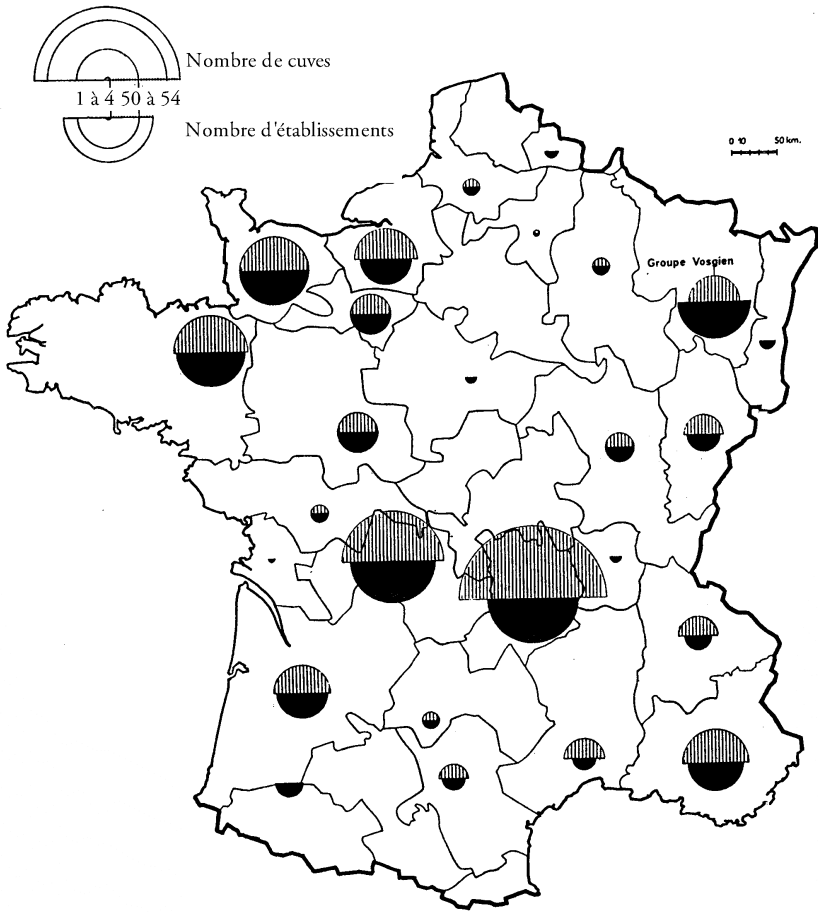 Nombre de cuves
1 à 4 50 à 54
Nombre d'établissements
0 10 50 km.
Groupe Vosgien